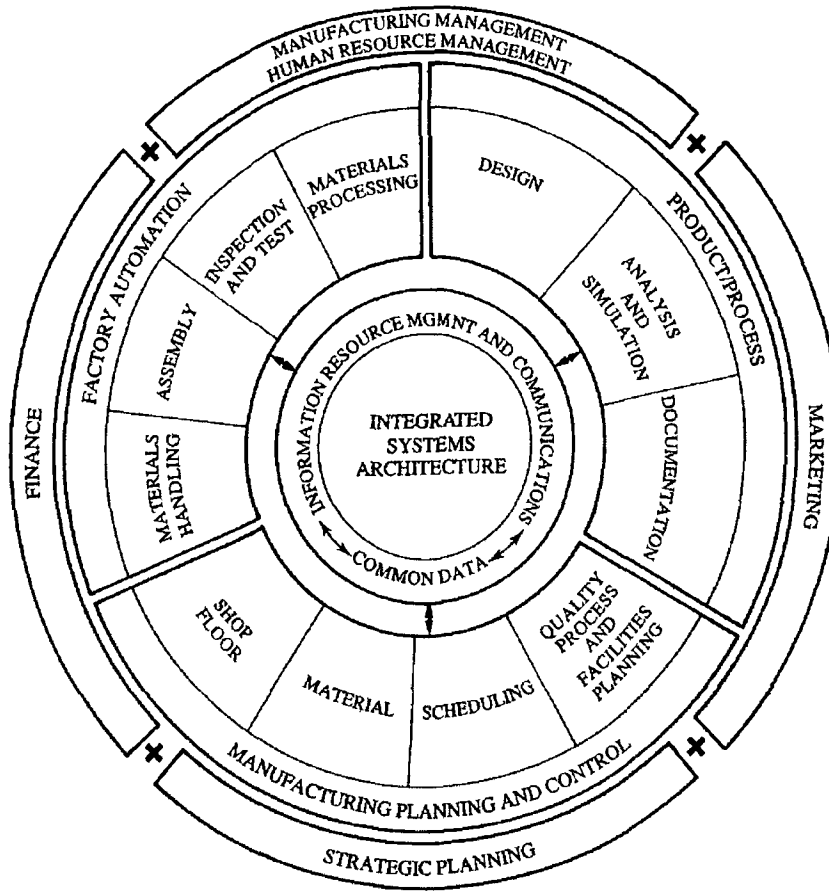 MANUFACTURING MANAGEMENT
HUMAN RESOURCE MANAGEMENT
FACTORY AUTOMATION
MATERIALS
PROCESSING
INSPECTION
AND TEST
ASSEMBLY
MATERIALS
HANDLING
PRODUCT/PROCESS
DESIGN
ANALYSIS
AND
SIMULATION
DOCUMENTATION
FINANCE
MARKETING
INFORMATION RESOURCE MGMNT AND COMMUNICATIONS
INTEGRATED
SYSTEMS
ARCHITECTURE
COMMON DATA
SHOP
FLOOR
MATERIAL
SCHEDULING
QUALITY
PROCESS
AND
FACILITIES
PLANNING
MANUFACTURING PLANNING AND CONTROL
STRATEGIC PLANNING